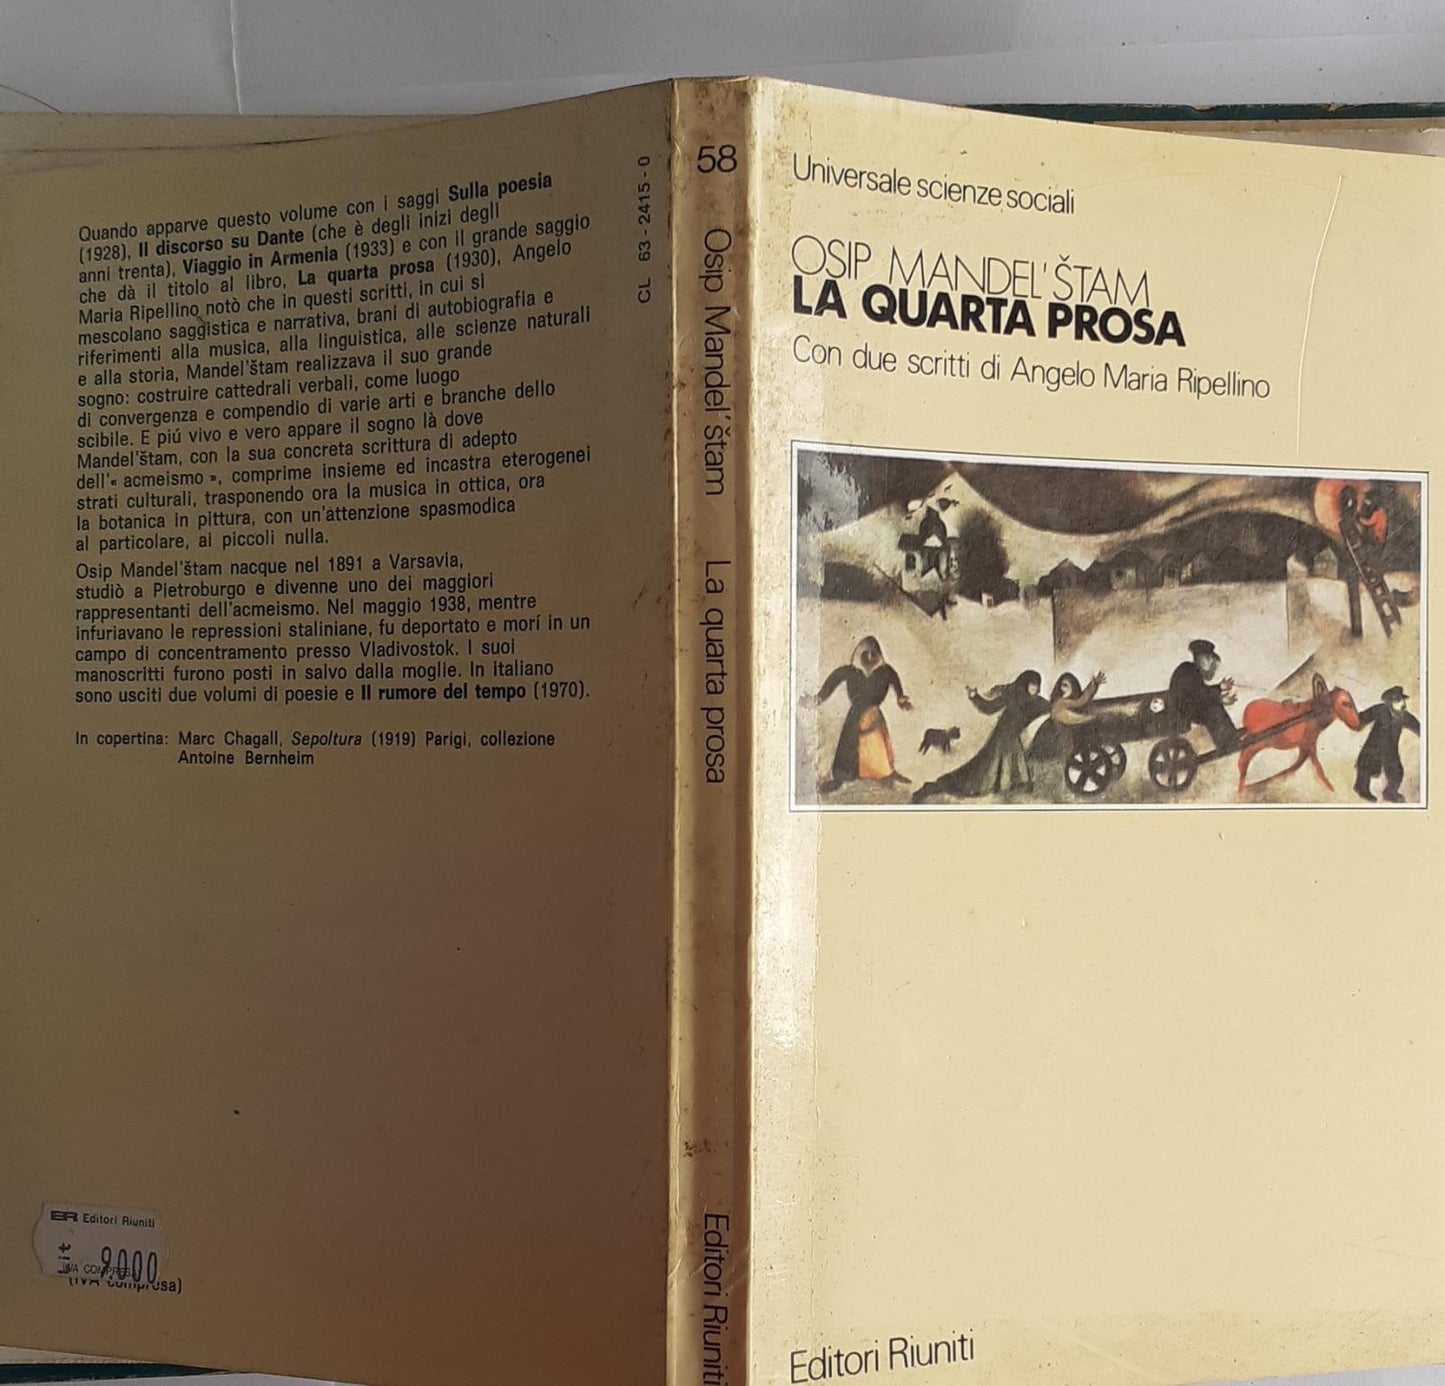 Quando apparve questo volume con i saggi Sulla poesia
(1928), Il discorso su Dante (che è degli inizi degli
anni trenta), Viaggio in Armenia (1933) e con il grande saggio
che dà il titolo al libro, La quarta prosa (1930), Angelo
Maria Ripellino notò che in questi scritti, in cui si
mescolano saggistica e narrativa, brani di autobiografia e
riferimenti alla musica, alla linguistica, alle scienze naturali
e alla storia, Mandel'štam realizzava il suo grande
sogno: costruire cattedrali verbali, come luogo
di convergenza e compendio di varie arti e branche dello
scibile. E piú vivo e vero appare il sogno là dove
Mandel'štam, con la sua concreta scrittura di adepto
dell'« acmeismo », comprime insieme ed incastra eterogenei
strati culturali, trasponendo ora la musica in ottica, ora
la botanica in pittura, con un'attenzione spasmodica
al particolare, ai piccoli nulla.
Osip Mandel'štam nacque nel 1891 a Varsavia,
studiò a Pietroburgo e divenne uno dei maggiori
rappresentanti dell'acmeismo. Nel maggio 1938, mentre
infuriavano le repressioni staliniane, fu deportato e morí in un
campo di concentramento presso Vladivostok. I suoi
manoscritti furono posti in salvo dalla moglie. In italiano
sono usciti due volumi di poesie e Il rumore del tempo (1970).
In copertina: Marc Chagall, Sepoltura (1919) Parigi, collezione
Antoine Bernheim
CL 63-2415-0
ER Editori Riuniti
Lit 9.000
IVA COMPRESA
(IVA compresa)
58 Osip Mandel'štam La quarta prosa Editori Riuniti
Universale scienze sociali
OSIP MANDEL'ŠTAM
LA QUARTA PROSA
Con due scritti di Angelo Maria Ripellino
Editori Riuniti